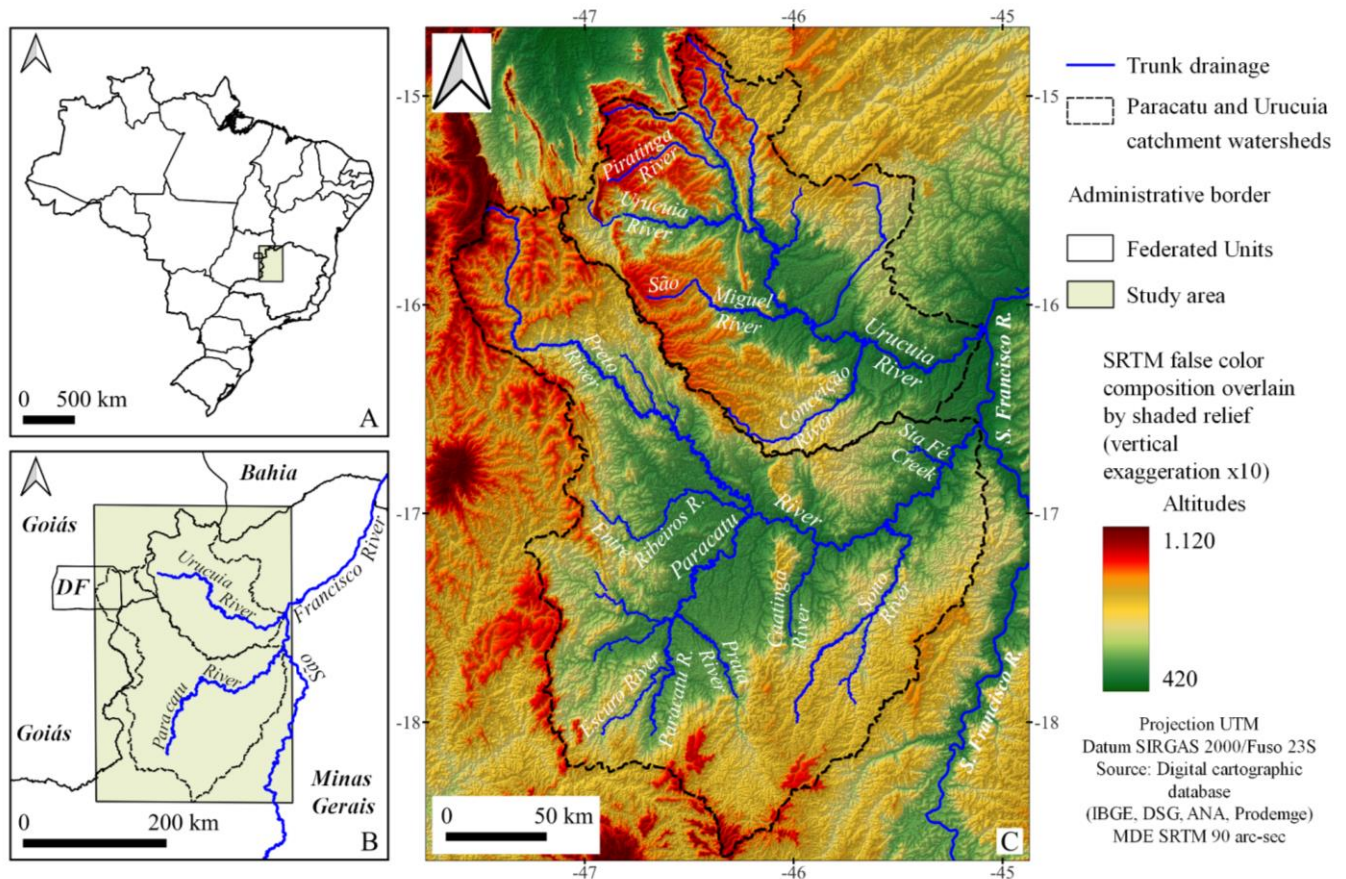 0 500 km
A
Bahia
Goiás
DF
Urucuia
River
Francisco River
São
Paracatu
River
Goiás
Minas
Gerais
0 200 km
B
-47 -46 -45
-15
-16
-17
-18
Piratinga
River
Urucuia
River
São
Miguel
River
Urucuia
River
Preto
River
Conceição
River
S. Francisco R.
Sta Fé
Creek
River
Entre
Ribeiros R.
Paracatu
Caatinga
River
Sono
River
Prata
River
Escuro River
Paracatu R.
S. Francisco R.
0 50 km
C
-47 -46 -45
Trunk drainage
Paracatu and Urucuia
catchment watersheds
Administrative border
Federated Units
Study area
SRTM false color
composition overlain
by shaded relief
(vertical
exaggeration x10)
Altitudes
1.120
420
Projection UTM
Datum SIRGAS 2000/Fuso 23S
Source: Digital cartographic
database
(IBGE, DSG, ANA, Prodemge)
MDE SRTM 90 arc-sec